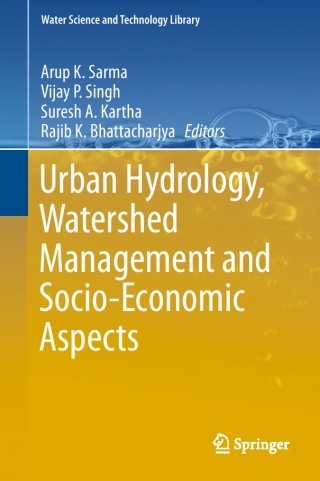 Water Science and Technology Library
Arup K. Sarma
Vijay P. Singh
Suresh A. Kartha
Rajib K. Bhattacharjya Editors
Urban Hydrology,
Watershed
Management and
Socio-Economic
Aspects
Springer